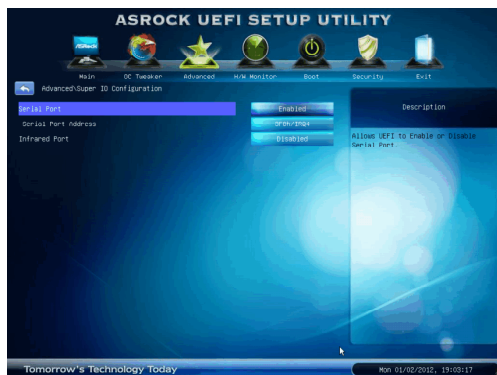 ASROCK UEFI SETUP UTILITY
ASRock
Main OC Tweaker Advanced H/W Monitor Boot Security Exit
Advanced\Super IO Configuration
Serial Port Enabled
Serial Port Address
Infrared Port Disabled
Description
Allows UEFI to Enable or Disable
Serial Port.
Tomorrow's Technology Today
Mon 01/02/2012, 19:03:17